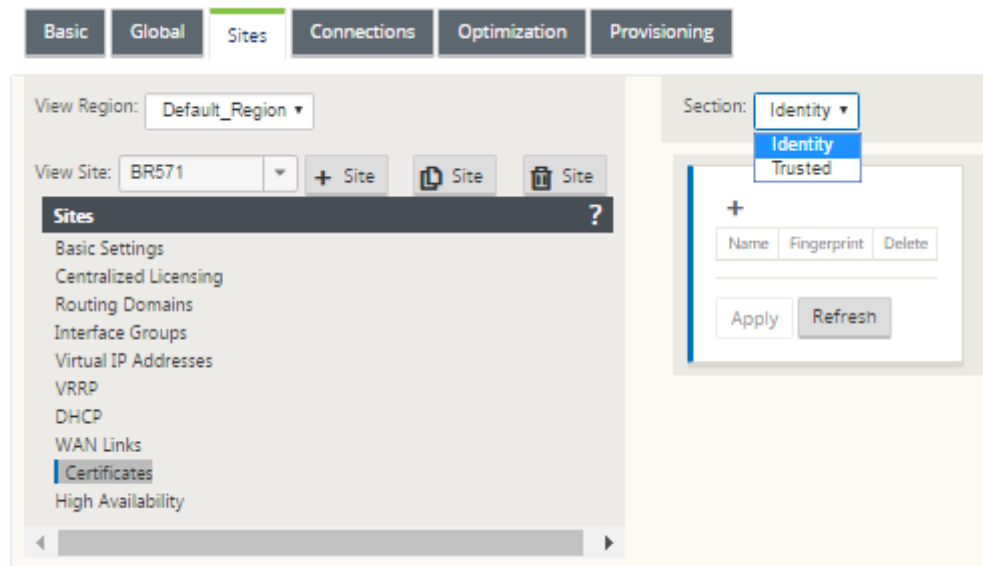 Basic Global Sites Connections Optimization Provisioning
View Region: Default_Region
Section: Identity
Identity
Trusted
View Site: BR571 + Site Site Site
Sites ?
Basic Settings
Centralized Licensing
Routing Domains
Interface Groups
Virtual IP Addresses
VRRP
DHCP
WAN Links
Certificates
High Availability
+
Name Fingerprint Delete
Apply Refresh